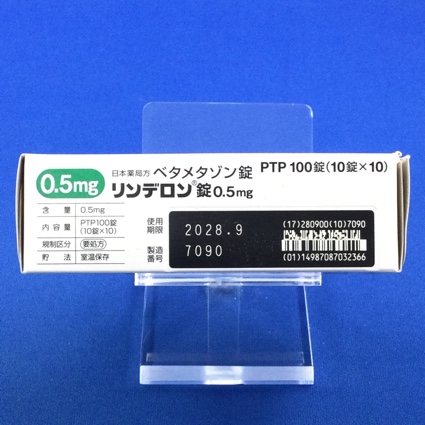 0.5mg
日本薬局方 ベタメタゾン錠 PTP 100錠(10錠×10)
リンデロン®錠0.5mg
含量 0.5mg
内容量 PTP100錠
(10錠×10)
規制区分 要処方
貯法 室温保存
使用
期限 2028.9
製造
番号 7090
(17)280900(10)7090
(01)14987087032366